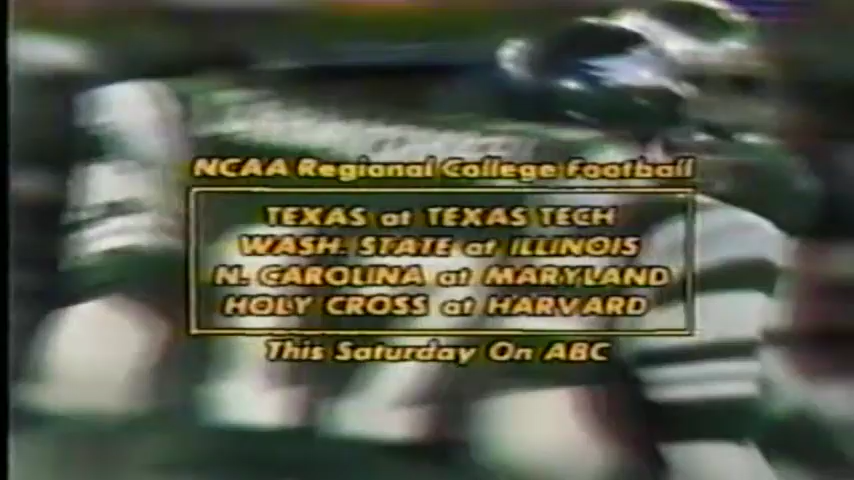 NCAA Regional College Football
TEXAS at TEXAS TECH
WASH. STATE at ILLINOIS
N. CAROLINA at MARYLAND
HOLY CROSS at HARVARD
This Saturday On ABC